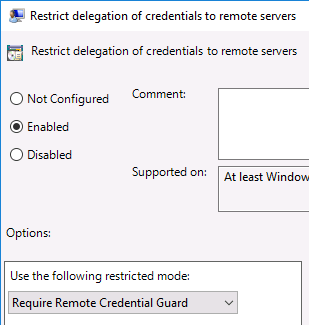 Restrict delegation of credentials to remote servers
Restrict delegation of credentials to remote servers
Not Configured
Comment:
Enabled
Disabled
Supported on:
At least Window
Options:
Use the following restricted mode:
Require Remote Credential Guard